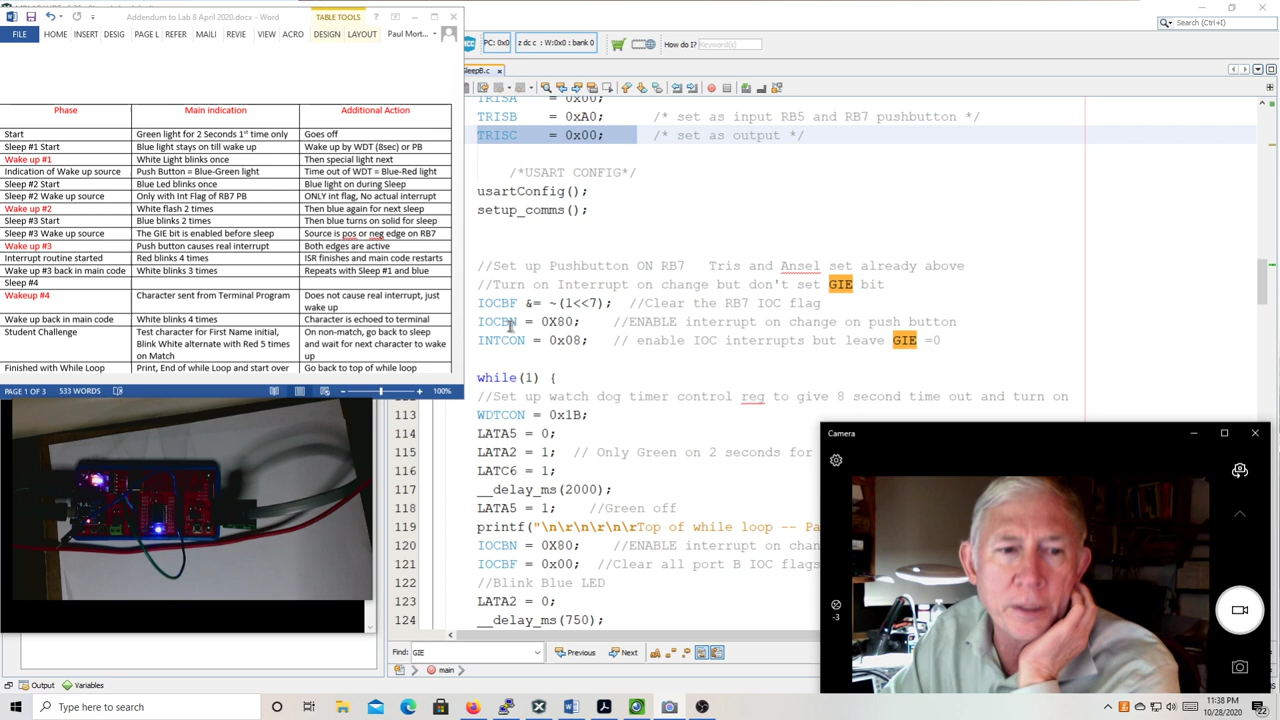 Addendum to Lab 8 April 2020.docx - Word
TABLE TOOLS
FILE HOME INSERT DESIG PAGE L REFER MAILI REVIE VIEW ACRO DESIGN LAYOUT Paul Mort...
Phase Main indication Additional Action
Start Green light for 2 Seconds 1st time only Goes off
Sleep #1 Start Blue light stays on till wake up Wake up by WDT (8sec) or PB
Wake up #1 White Light blinks once Then special light next
Indication of Wake up source Push Button = Blue-Green light Time out of WDT = Blue-Red light
Sleep #2 Start Blue Led blinks once Blue light on during Sleep
Sleep #2 Wake up source Only with Int Flag of RB7 PB ONLY Int flag, No actual interrupt
Wake up #2 White flash 2 times Then blue again for next sleep
Sleep #3 Start Blue blinks 2 times Then blue turns on solid for sleep
Sleep #3 Wake up source The GIE bit is enabled before sleep Source is pos or neg edge on RB7
Wake up #3 Push button causes real interrupt Both edges are active
Interrupt routine started Red blinks 4 times ISR finishes and main code restarts
Wake up #3 back in main code White blinks 3 times Repeats with Sleep #1 and blue
Sleep #4
Wakeup #4 Character sent from Terminal Program Does not cause real interrupt, just
wake up
Wake up back in main code White blinks 4 times Character is echoed to terminal
Student Challenge Test character for First Name initial, On non-match, go back to sleep
Blink White alternate with Red 5 times and wait for next character to wake
on Match up
Finished with While Loop Print, End of while Loop and start over Go back to top of while loop
PAGE 1 OF 3 533 WORDS 100%
PC: 0x0 z dc c : W:0x0 : bank 0 How do I? Keyword(s)
Search (Ctrl+I)
SleepB.c
TRISA = 0x00;
TRISB = 0xA0; /* set as input RB5 and RB7 pushbutton */
TRISC = 0x00; /* set as output */
/*USART CONFIG*/
usartConfig();
setup_comms();
//Set up Pushbutton ON RB7 Tris and Ansel set already above
//Turn on Interrupt on change but don't set GIE bit
IOCBF &= ~(1<<7); //Clear the RB7 IOC flag
IOCBN = 0X80; //ENABLE interrupt on change on push button
INTCON = 0x08; // enable IOC interrupts but leave GIE =0
while(1) {
//Set up watch dog timer control reg to give 8 second time out and turn on
113 WDTCON = 0x1B;
114 LATA5 = 0;
115 LATA2 = 1; // Only Green on 2 seconds for
116 LATC6 = 1;
117 __delay_ms(2000);
118 LATA5 = 1; //Green off
119 printf("\n\r\n\r\n\rTop of while loop -- Pa
120 IOCBN = 0X80; //ENABLE interrupt on chan
121 IOCBF = 0x00; //Clear all port B IOC flags
122 //Blink Blue LED
123 LATA2 = 0;
124 __delay_ms(750);
Find: GIE Previous Next
main
Output Variables
Camera
-3
Type here to search
11:38 PM
10/28/2020
22